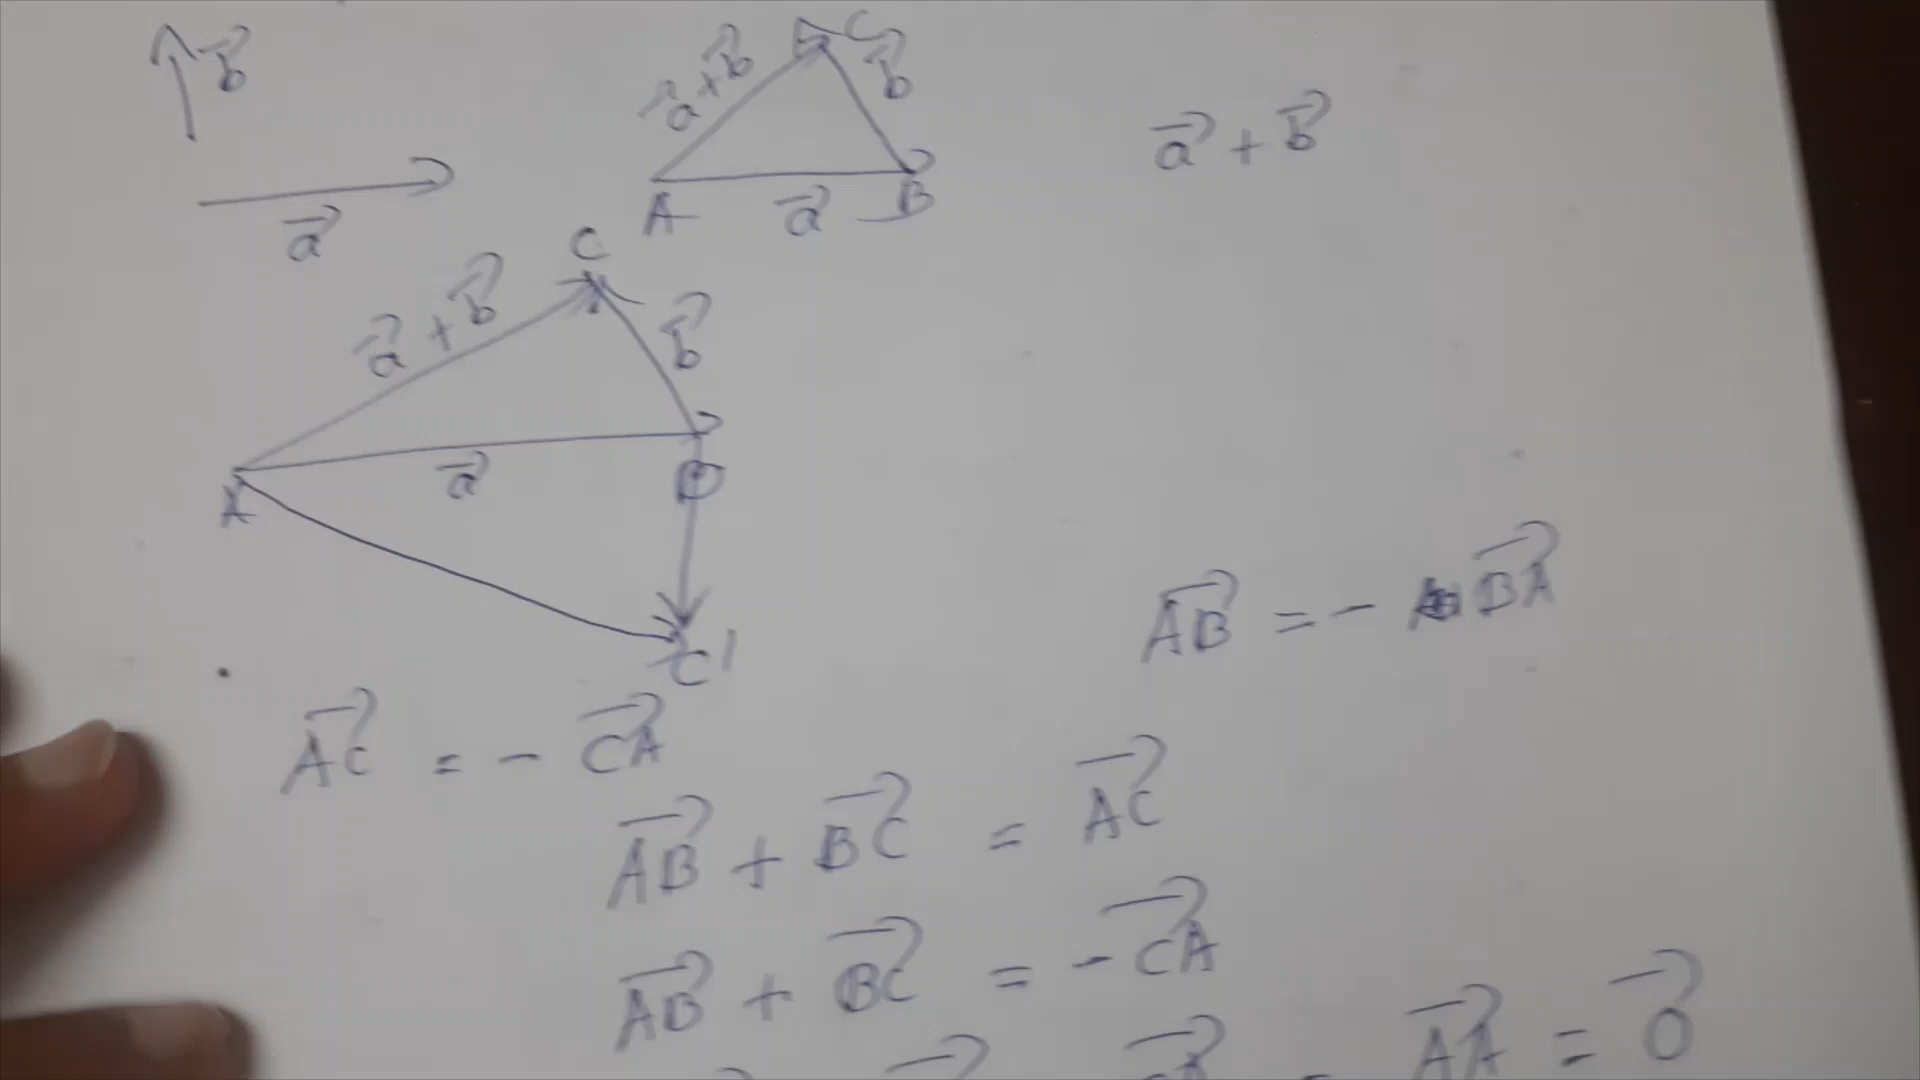 b⃗
a⃗
a⃗ + b⃗ C b⃗
A a⃗ B
a⃗ + b⃗
C
a⃗ + b⃗ b⃗
A a⃗ B
C'
AB⃗ = - BA⃗
AC⃗ = - CA⃗
AB⃗ + BC⃗ = AC⃗
AB⃗ + BC⃗ = - CA⃗
AA⃗ = 0⃗